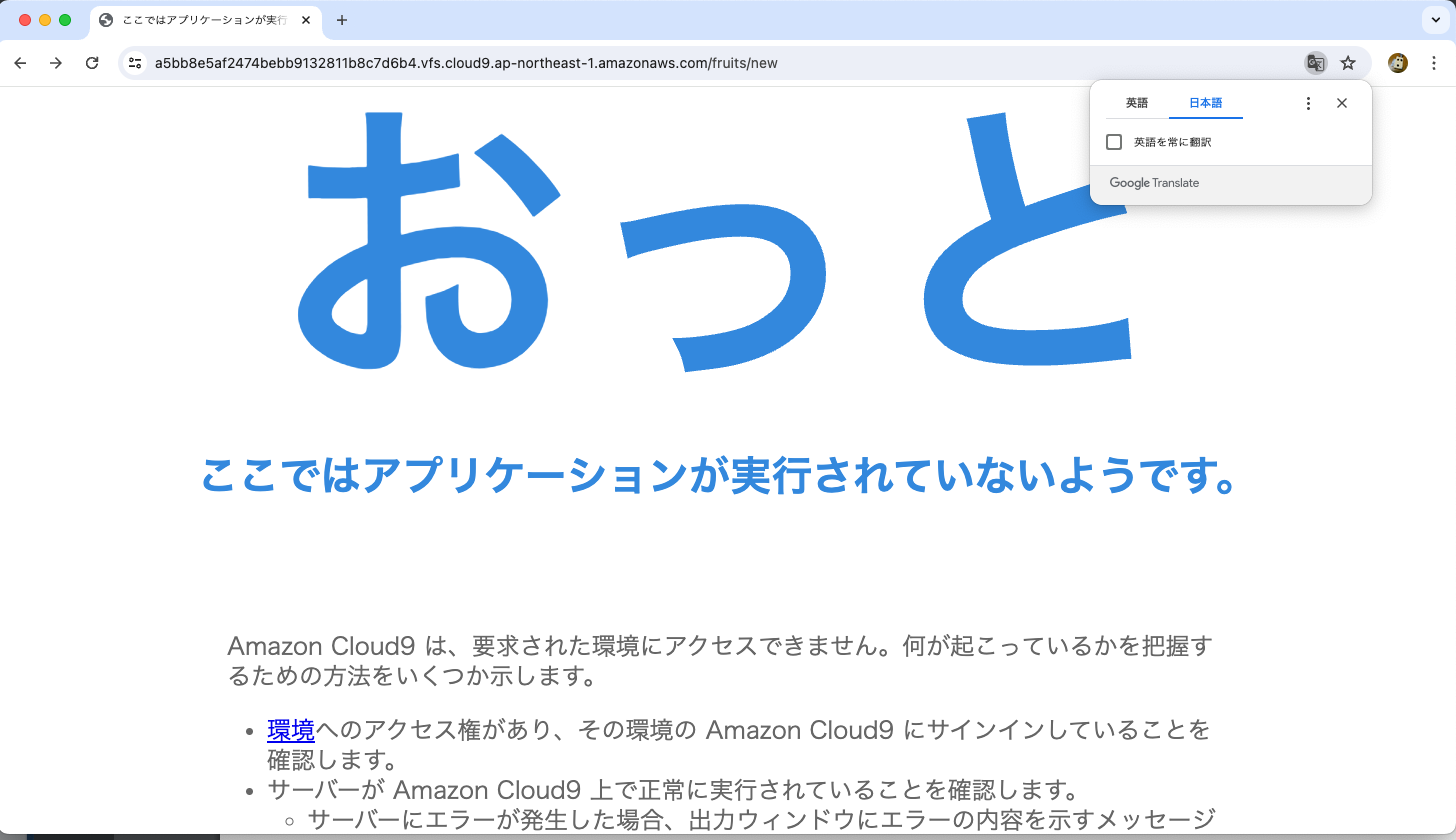 ここではアプリケーションが実行
a5bb8e5af2474bebb9132811b8c7d6b4.vfs.cloud9.ap-northeast-1.amazonaws.com/fruits/new
英語 日本語
英語を常に翻訳
Google Translate
おっと
ここではアプリケーションが実行されていないようです。
Amazon Cloud9 は、要求された環境にアクセスできません。何が起こっているかを把握す
るための方法をいくつか示します。
• 環境へのアクセス権があり、その環境の Amazon Cloud9 にサインインしていることを
確認します。
• サーバーが Amazon Cloud9 上で正常に実行されていることを確認します。
◦ サーバーにエラーが発生した場合、出力ウィンドウにエラーの内容を示すメッセージ